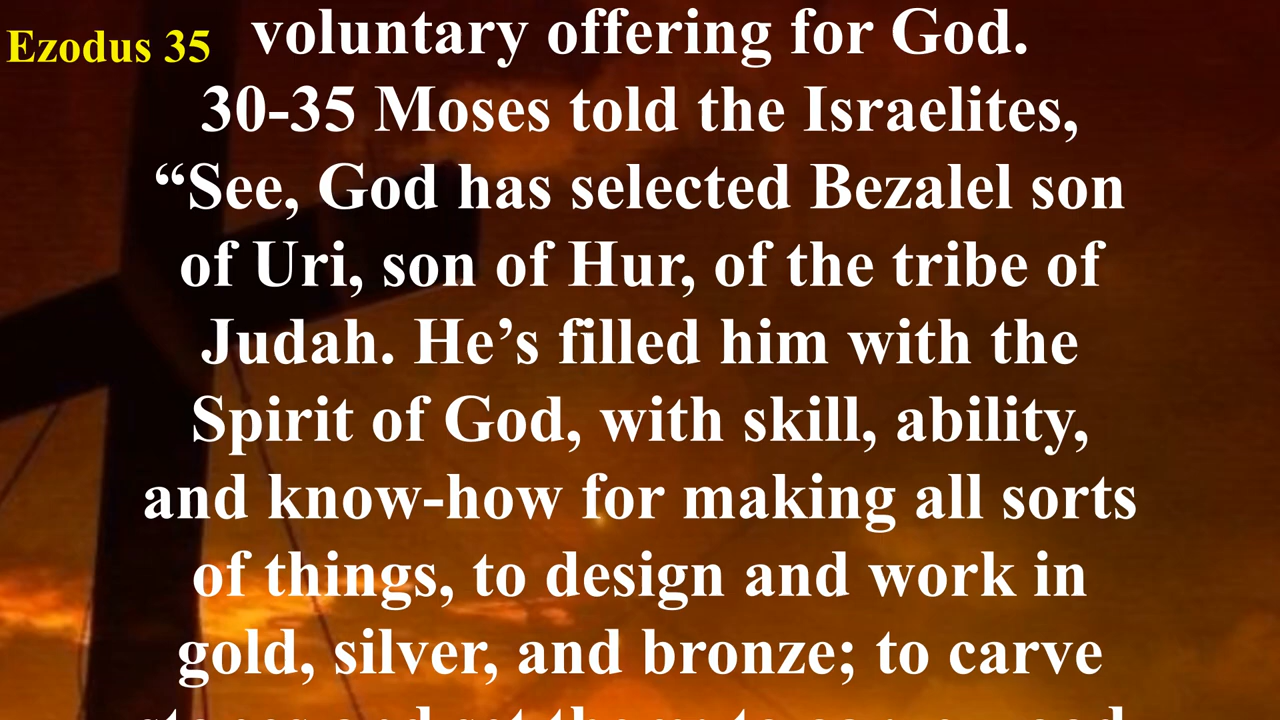 Ezodus 35
voluntary offering for God.
30-35 Moses told the Israelites,
“See, God has selected Bezalel son
of Uri, son of Hur, of the tribe of
Judah. He’s filled him with the
Spirit of God, with skill, ability,
and know-how for making all sorts
of things, to design and work in
gold, silver, and bronze; to carve